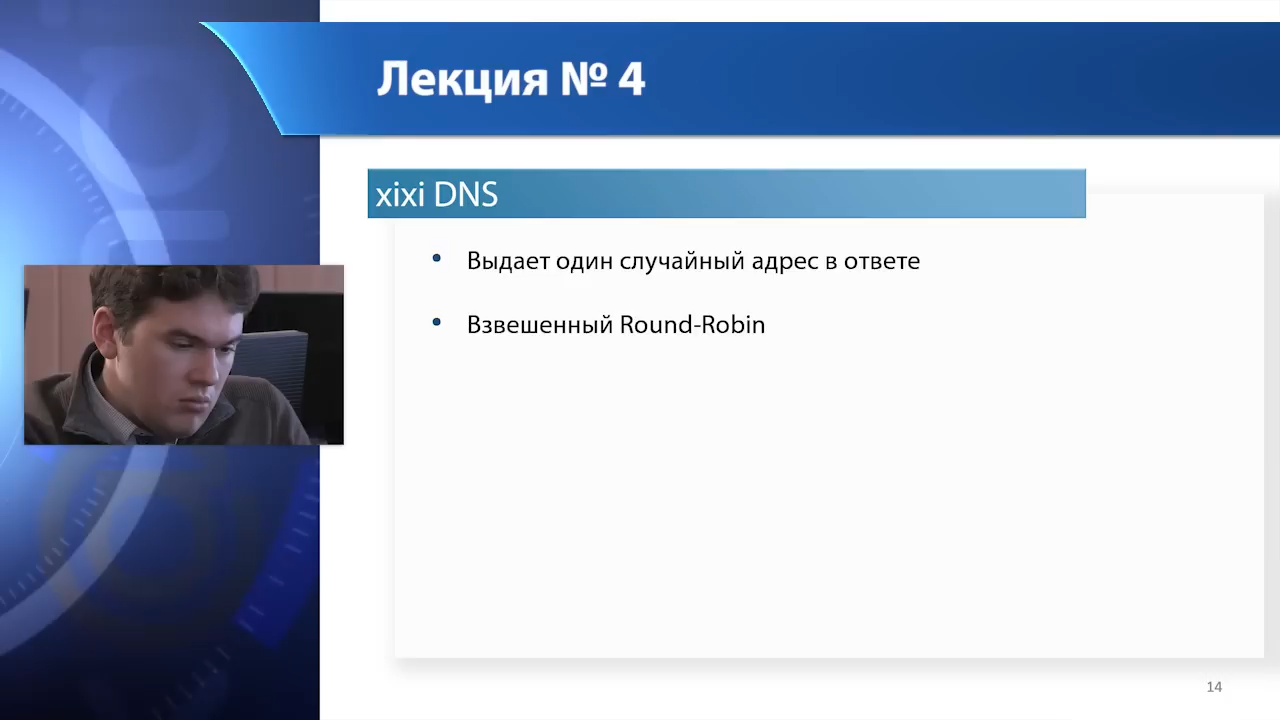 Лекция № 4
xixi DNS
• Выдает один случайный адрес в ответе
• Взвешенный Round-Robin
14